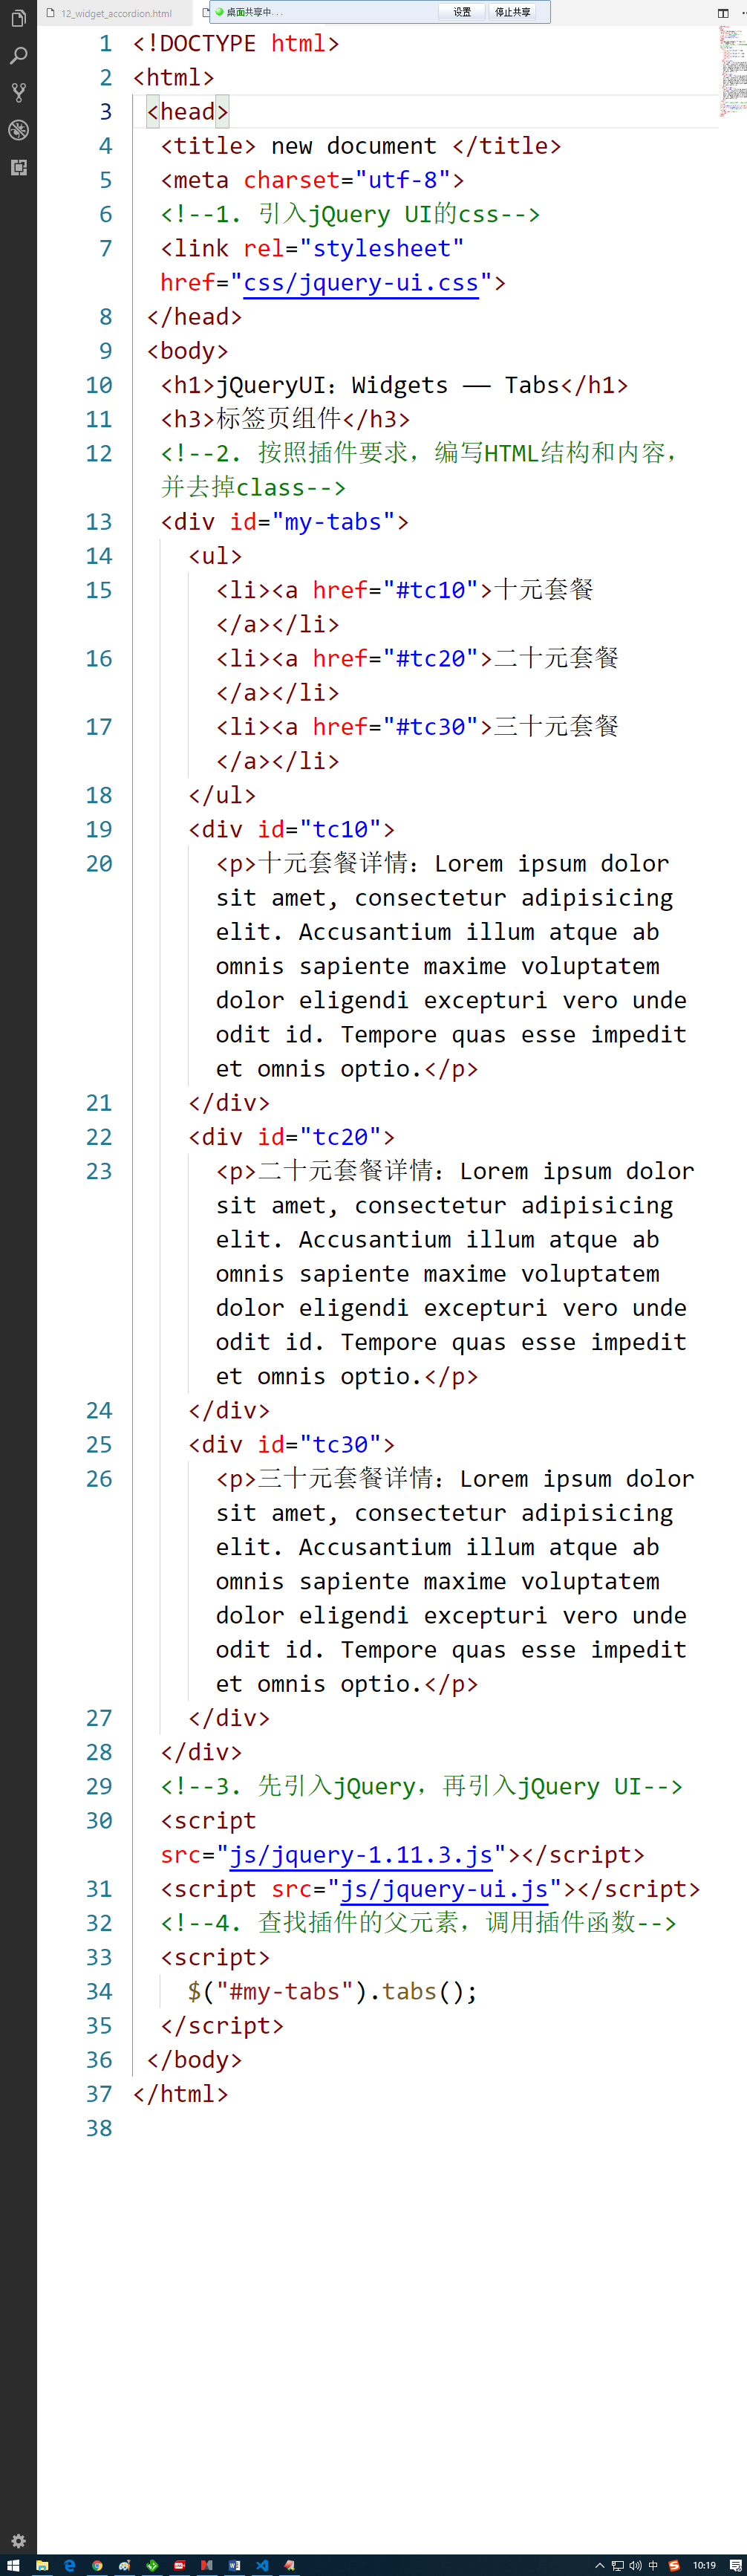 12_widget_accordion.html
桌面共享中...
设置
停止共享
1 <!DOCTYPE html>
2 <html>
3 <head>
4 <title> new document </title>
5 <meta charset="utf-8">
6 <!--1. 引入jQuery UI的css-->
7 <link rel="stylesheet"
href="css/jquery-ui.css">
8 </head>
9 <body>
10 <h1>jQueryUI：Widgets —— Tabs</h1>
11 <h3>标签页组件</h3>
12 <!--2. 按照插件要求，编写HTML结构和内容，
并去掉class-->
13 <div id="my-tabs">
14 <ul>
15 <li><a href="#tc10">十元套餐
</a></li>
16 <li><a href="#tc20">二十元套餐
</a></li>
17 <li><a href="#tc30">三十元套餐
</a></li>
18 </ul>
19 <div id="tc10">
20 <p>十元套餐详情：Lorem ipsum dolor
sit amet, consectetur adipisicing
elit. Accusantium illum atque ab
omnis sapiente maxime voluptatem
dolor eligendi excepturi vero unde
odit id. Tempore quas esse impedit
et omnis optio.</p>
21 </div>
22 <div id="tc20">
23 <p>二十元套餐详情：Lorem ipsum dolor
sit amet, consectetur adipisicing
elit. Accusantium illum atque ab
omnis sapiente maxime voluptatem
dolor eligendi excepturi vero unde
odit id. Tempore quas esse impedit
et omnis optio.</p>
24 </div>
25 <div id="tc30">
26 <p>三十元套餐详情：Lorem ipsum dolor
sit amet, consectetur adipisicing
elit. Accusantium illum atque ab
omnis sapiente maxime voluptatem
dolor eligendi excepturi vero unde
odit id. Tempore quas esse impedit
et omnis optio.</p>
27 </div>
28 </div>
29 <!--3. 先引入jQuery，再引入jQuery UI-->
30 <script
src="js/jquery-1.11.3.js"></script>
31 <script src="js/jquery-ui.js"></script>
32 <!--4. 查找插件的父元素，调用插件函数-->
33 <script>
34 $("#my-tabs").tabs();
35 </script>
36 </body>
37 </html>
38
中
10:19